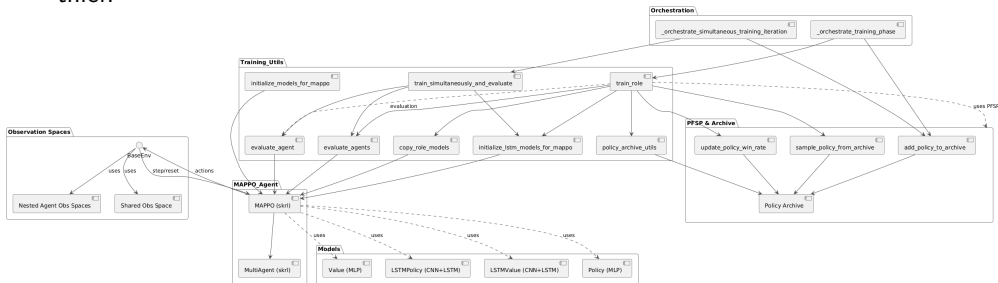 Orchestration
_orchestrate_simultaneous_training_iteration
_orchestrate_training_phase
Training_Utils
initialize_models_for_mappo
train_simultaneously_and_evaluate
train_role
evaluation
uses PFSP
evaluate_agent
evaluate_agents
copy_role_models
initialize_lstm_models_for_mappo
policy_archive_utils
PFSP & Archive
update_policy_win_rate
sample_policy_from_archive
add_policy_to_archive
Policy Archive
Observation Spaces
BaseEnv
uses
uses
step/reset
actions
Nested Agent Obs Spaces
Shared Obs Space
MAPPO_Agent
MAPPO (skrl)
MultiAgent (skrl)
uses
uses
uses
uses
Models
Value (MLP)
LSTMPolicy (CNN+LSTM)
LSTMValue (CNN+LSTM)
Policy (MLP)